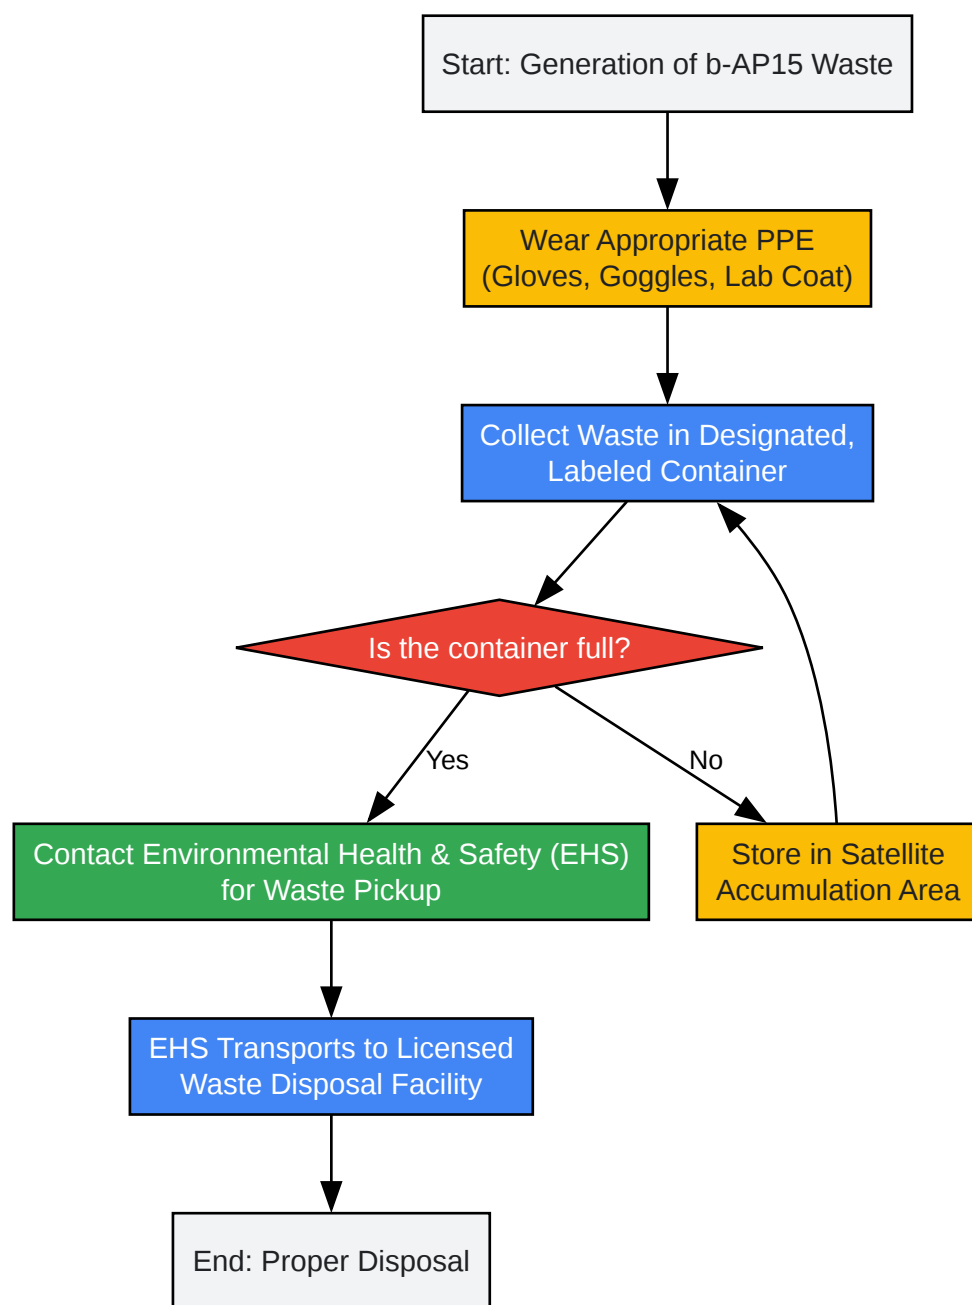 Start: Generation of b-AP15 Waste
Wear Appropriate PPE
(Gloves, Goggles, Lab Coat)
Collect Waste in Designated,
Labeled Container
Is the container full?
Yes
No
Contact Environmental Health & Safety (EHS)
for Waste Pickup
Store in Satellite
Accumulation Area
EHS Transports to Licensed
Waste Disposal Facility
End: Proper Disposal